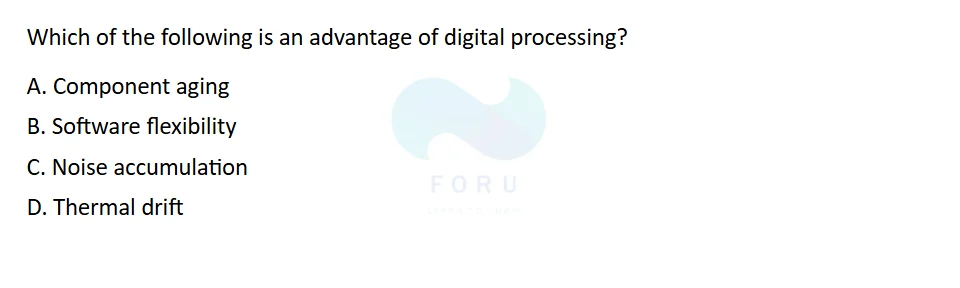 Which of the following is an advantage of digital processing?
A. Component aging
B. Software flexibility
C. Noise accumulation
D. Thermal drift
FORU